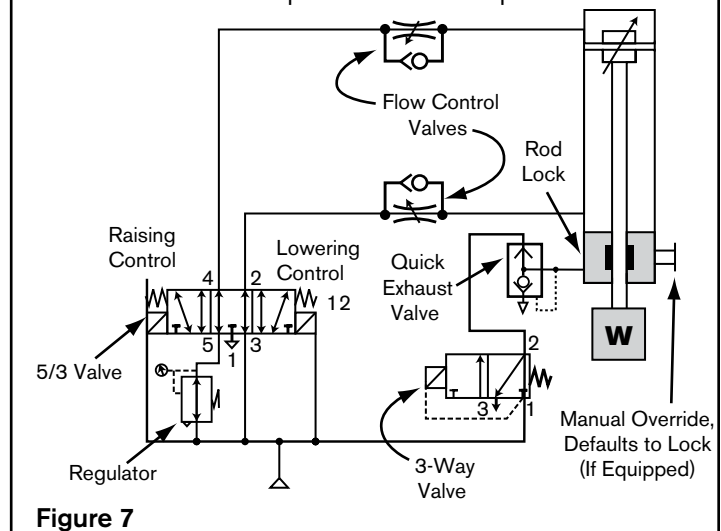 Flow Control
Valves
Rod
Lock
Raising
Control
4
2
Lowering
Control
12
Quick
Exhaust
Valve
W
5/3 Valve
5
1
3
2
3
1
Regulator
3-Way
Valve
Manual Override,
Defaults to Lock
(If Equipped)
Figure 7